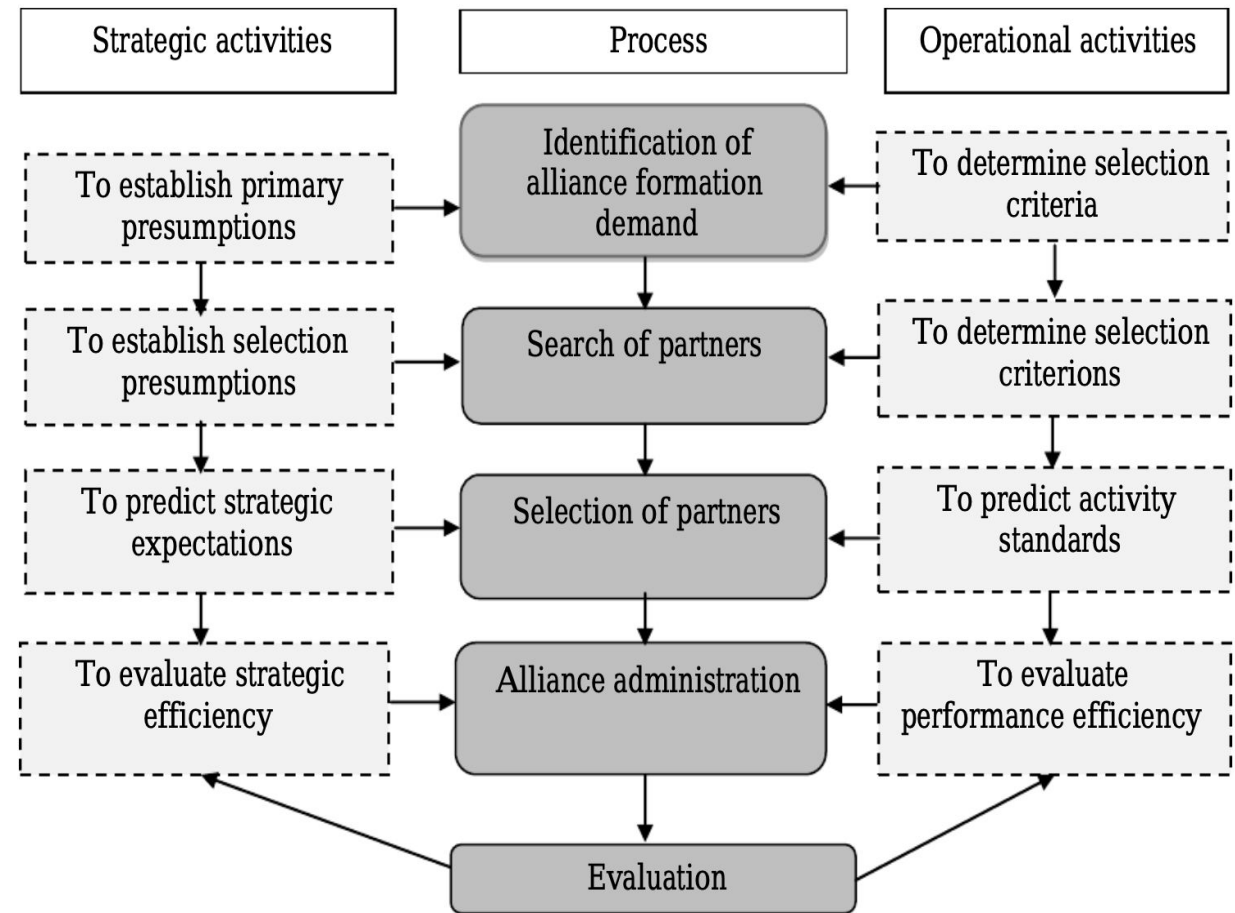 Strategic activities
Process
Operational activities
Identification of
alliance formation
demand
To establish primary
presumptions
To determine selection
criteria
To establish selection
presumptions
Search of partners
To determine selection
criterions
To predict strategic
expectations
Selection of partners
To predict activity
standards
To evaluate strategic
efficiency
Alliance administration
To evaluate
performance efficiency
Evaluation